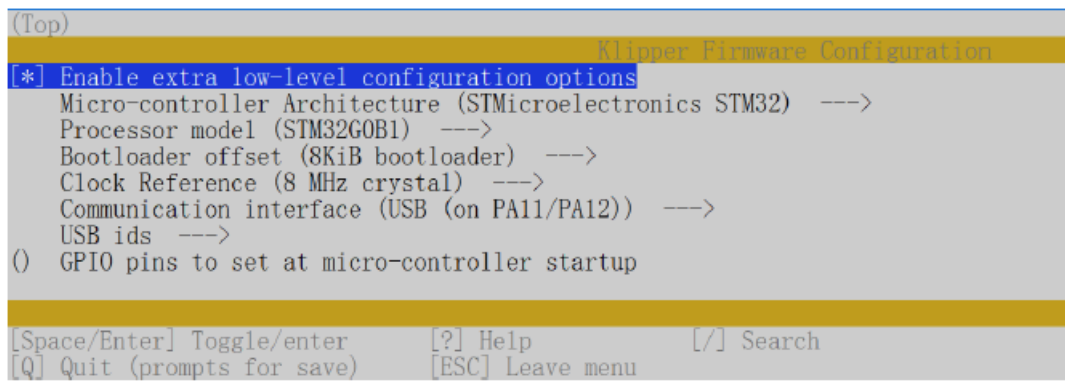 (Top)
Klipper Firmware Configuration
[*] Enable extra low-level configuration options
Micro-controller Architecture (STMicroelectronics STM32) --->
Processor model (STM32G0B1) --->
Bootloader offset (8KiB bootloader) --->
Clock Reference (8 MHz crystal) --->
Communication interface (USB (on PA11/PA12)) --->
USB ids --->
() GPIO pins to set at micro-controller startup
[Space/Enter] Toggle/enter [?] Help [/] Search
[Q] Quit (prompts for save) [ESC] Leave menu